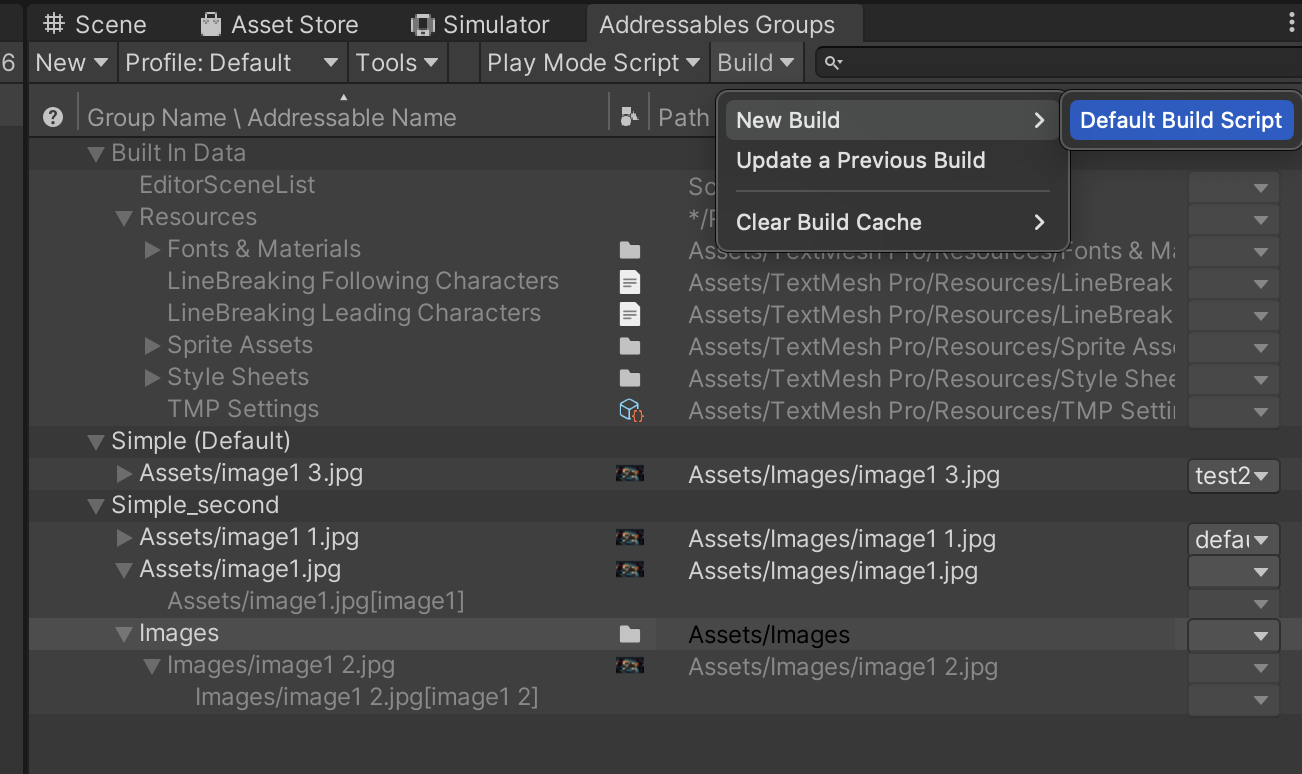 Scene Asset Store Simulator Addressables Groups
6 New Profile: Default Tools Play Mode Script Build
Group Name \ Addressable Name Path
New Build Default Build Script
Update a Previous Build
Clear Build Cache
Built In Data
EditorSceneList Sc
Resources */
Fonts & Materials Assets/TextMesh Pro/Resources/Fonts & Ma
LineBreaking Following Characters Assets/TextMesh Pro/Resources/LineBreak
LineBreaking Leading Characters Assets/TextMesh Pro/Resources/LineBreak
Sprite Assets Assets/TextMesh Pro/Resources/Sprite Ass
Style Sheets Assets/TextMesh Pro/Resources/Style Shee
TMP Settings Assets/TextMesh Pro/Resources/TMP Setti
Simple (Default)
Assets/image1 3.jpg Assets/Images/image1 3.jpg test2
Simple_second
Assets/image1 1.jpg Assets/Images/image1 1.jpg defau
Assets/image1.jpg Assets/Images/image1.jpg
Assets/image1.jpg[image1]
Images Assets/Images
Images/image1 2.jpg Assets/Images/image1 2.jpg
Images/image1 2.jpg[image1 2]